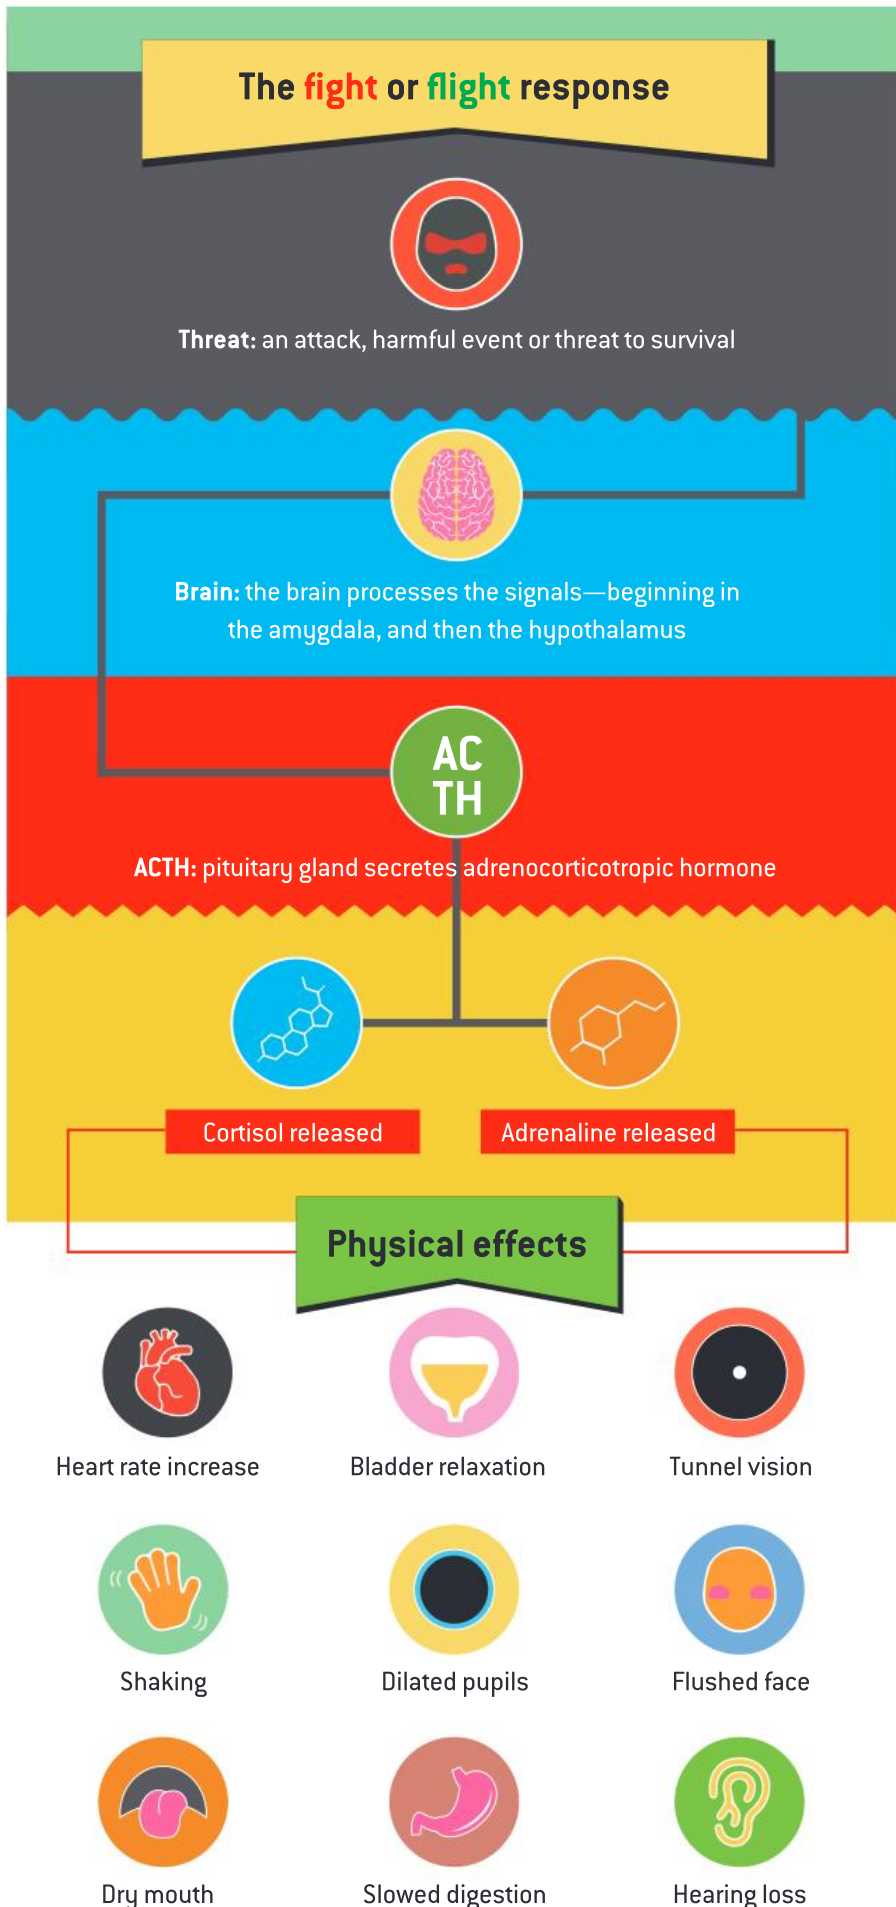 The fight or flight response
Threat: an attack, harmful event or threat to survival
Brain: the brain processes the signals—beginning in
the amygdala, and then the hypothalamus
AC
TH
ACTH: pituitary gland secretes adrenocorticotropic hormone
Cortisol released
Adrenaline released
Physical effects
Heart rate increase
Bladder relaxation
Tunnel vision
Shaking
Dilated pupils
Flushed face
Dry mouth
Slowed digestion
Hearing loss